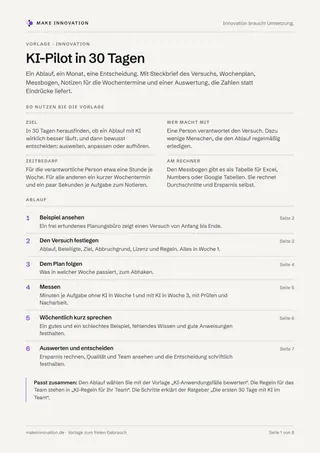 MAKE INNOVATION
Innovation braucht Umsetzung.
VORLAGE · INNOVATION
KI-Pilot in 30 Tagen
Ein Ablauf, ein Monat, eine Entscheidung. Mit Steckbrief des Versuchs, Wochenplan,
Messbogen, Notizen für die Wochentermine und einer Auswertung, die Zahlen statt
Eindrücke liefert.
SO NUTZEN SIE DIE VORLAGE
ZIEL
In 30 Tagen herausfinden, ob ein Ablauf mit KI
wirklich besser läuft, und dann bewusst
entscheiden: ausweiten, anpassen oder aufhören.
WER MACHT MIT
Eine Person verantwortet den Versuch. Dazu
wenige Menschen, die den Ablauf regelmäßig
erledigen.
ZEITBEDARF
Für die verantwortliche Person etwa eine Stunde je
Woche. Für alle anderen ein kurzer Wochentermin
und ein paar Sekunden je Aufgabe zum Notieren.
AM RECHNER
Den Messbogen gibt es als Tabelle für Excel,
Numbers oder Google Tabellen. Sie rechnet
Durchschnitte und Ersparnis selbst.
ABLAUF
1 Beispiel ansehen Seite 2
Ein frei erfundenes Planungsbüro zeigt einen Versuch von Anfang bis Ende.
2 Den Versuch festlegen Seite 3
Ablauf, Beteiligte, Ziel, Abbruchgrund, Lizenz und Regeln. Alles in Woche 1.
3 Dem Plan folgen Seite 4
Was in welcher Woche passiert, zum Abhaken.
4 Messen Seite 5
Minuten je Aufgabe ohne KI in Woche 1 und mit KI in Woche 3, mit Prüfen und
Nacharbeit.
5 Wöchentlich kurz sprechen Seite 6
Ein gutes und ein schlechtes Beispiel, fehlendes Wissen und gute Anweisungen
festhalten.
6 Auswerten und entscheiden Seite 7
Ersparnis rechnen, Qualität und Team ansehen und die Entscheidung schriftlich
festhalten.
Passt zusammen: Den Ablauf wählen Sie mit der Vorlage „KI-Anwendungsfälle bewerten". Die Regeln für das
Team stehen in „KI-Regeln für Ihr Team". Die Schritte erklärt der Ratgeber „Die ersten 30 Tage mit KI im
Team".
makeinnovation.de · Vorlage zum freien Gebrauch
Seite 1 von 8